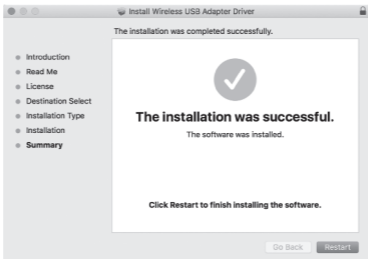 Install Wireless USB Adaptor Driver
The installation was completed successfully.
Introduction
Read Me
License
Destination Select
Installation Type
Installation
Summary
The installation was successful.
The software was installed.
Click Restart to finish installing the software.
Go Back
Restart